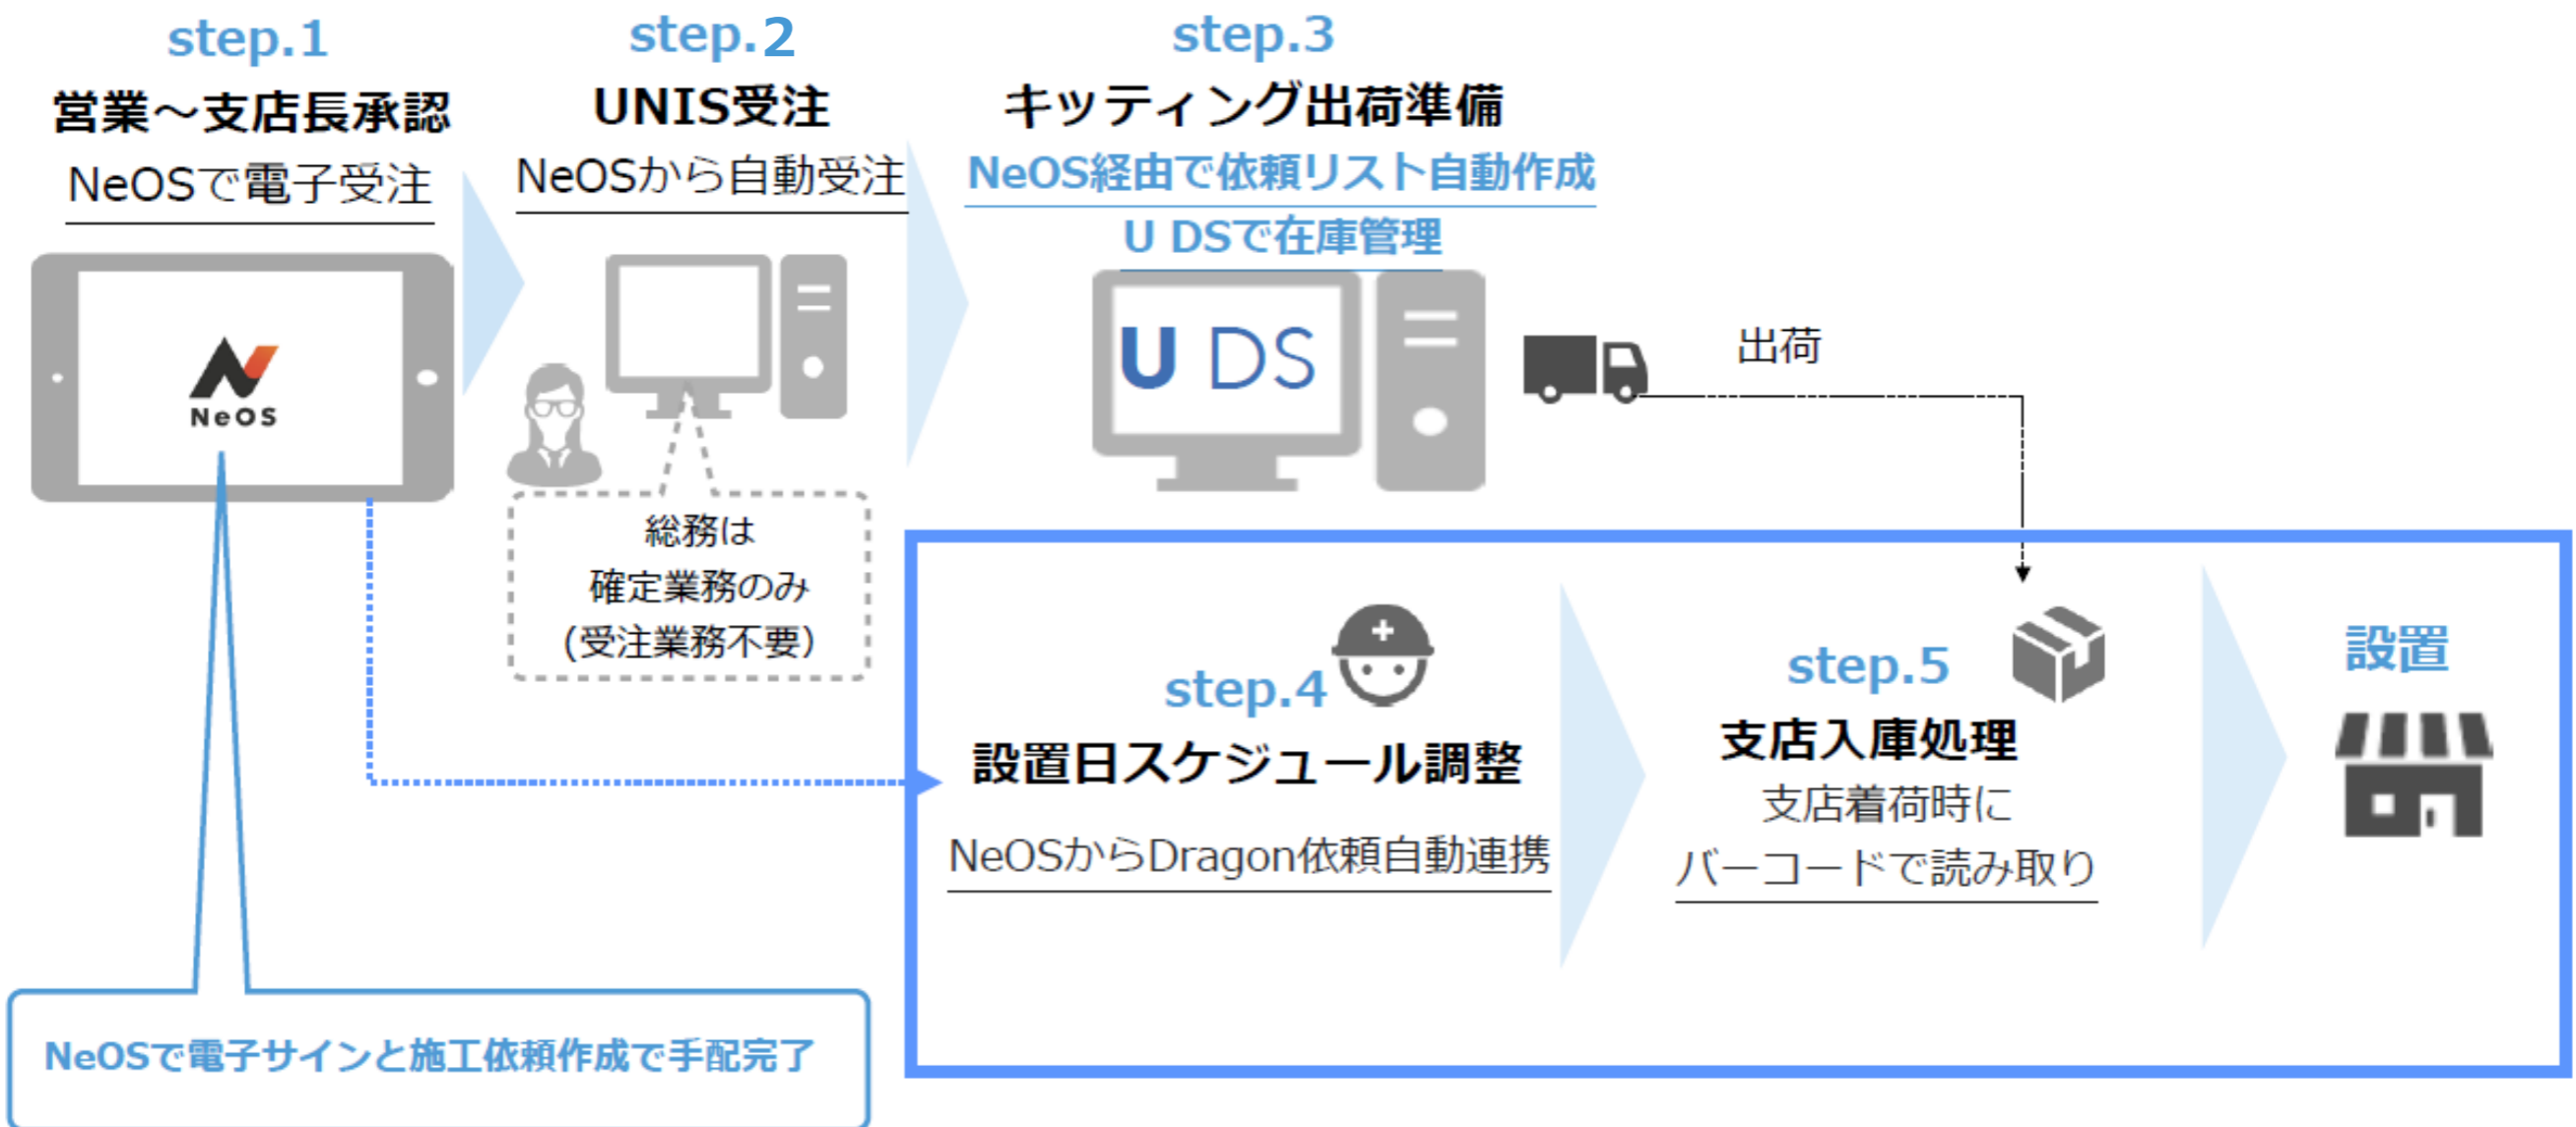 step.1
営業～支店長承認
NeOSで電子受注
NeOS
step.2
UNIS受注
NeOSから自動受注
総務は
確定業務のみ
(受注業務不要）
step.3
キッティング出荷準備
NeOS経由で依頼リスト自動作成
U DSで在庫管理
U DS
出荷
step.4
設置日スケジュール調整
NeOSからDragon依頼自動連携
step.5
支店入庫処理
支店着荷時に
バーコードで読み取り
設置
NeOSで電子サインと施工依頼作成で手配完了